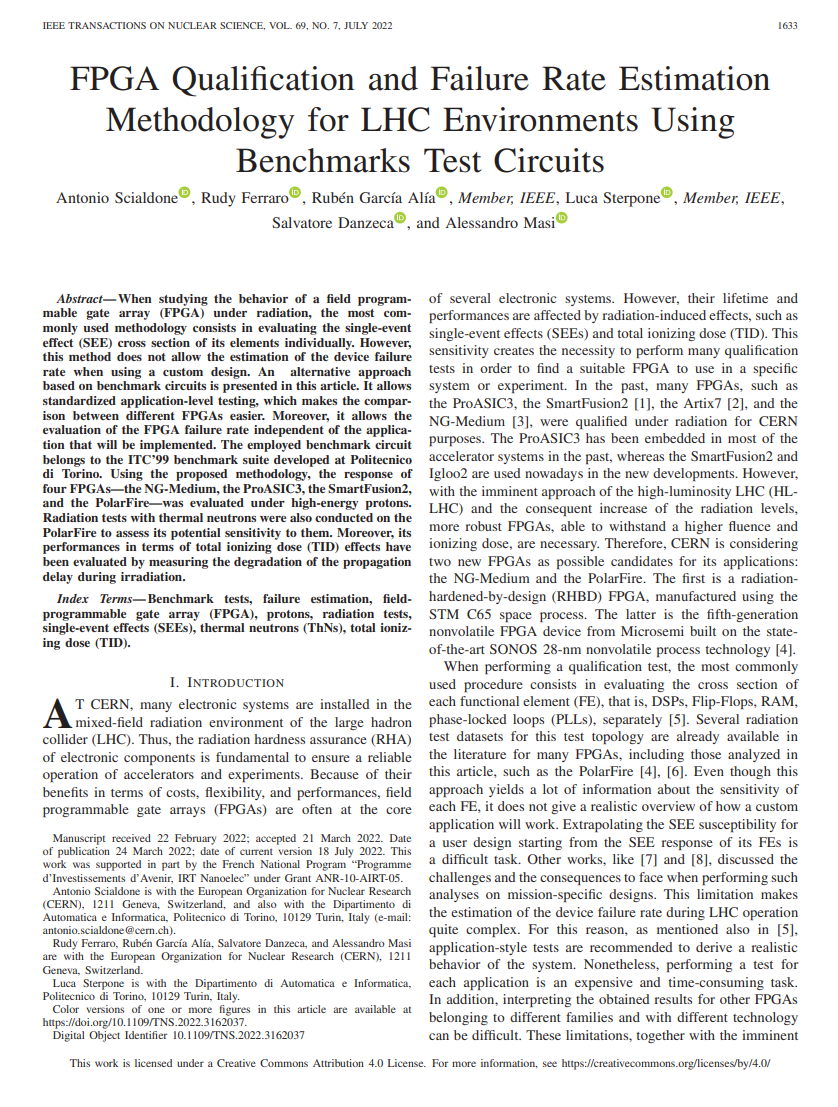 IEEE TRANSACTIONS ON NUCLEAR SCIENCE, VOL. 69, NO. 7, JULY 2022
1633
FPGA Qualification and Failure Rate Estimation
Methodology for LHC Environments Using
Benchmarks Test Circuits
Antonio Scialdone, Rudy Ferraro, Rubén García Alía, Member, IEEE, Luca Sterpone, Member, IEEE,
Salvatore Danzeca, and Alessandro Masi
Abstract—When studying the behavior of a field program-
mable gate array (FPGA) under radiation, the most com-
monly used methodology consists in evaluating the single-event
effect (SEE) cross section of its elements individually. However,
this method does not allow the estimation of the device failure
rate when using a custom design. An alternative approach
based on benchmark circuits is presented in this article. It allows
standardized application-level testing, which makes the compar-
ison between different FPGAs easier. Moreover, it allows the
evaluation of the FPGA failure rate independent of the applica-
tion that will be implemented. The employed benchmark circuit
belongs to the ITC'99 benchmark suite developed at Politecnico
di Torino. Using the proposed methodology, the response of
four FPGAs—the NG-Medium, the ProASIC3, the SmartFusion2,
and the PolarFire—was evaluated under high-energy protons.
Radiation tests with thermal neutrons were also conducted on the
PolarFire to assess its potential sensitivity to them. Moreover, its
performances in terms of total ionizing dose (TID) effects have
been evaluated by measuring the degradation of the propagation
delay during irradiation.
Index Terms—Benchmark tests, failure estimation, field-
programmable gate array (FPGA), protons, radiation tests,
single-event effects (SEEs), thermal neutrons (ThNs), total ioniz-
ing dose (TID).
I. INTRODUCTION
AT CERN, many electronic systems are installed in the
mixed-field radiation environment of the large hadron
collider (LHC). Thus, the radiation hardness assurance (RHA)
of electronic components is fundamental to ensure a reliable
operation of accelerators and experiments. Because of their
benefits in terms of costs, flexibility, and performances, field
programmable gate arrays (FPGAs) are often at the core
Manuscript received 22 February 2022; accepted 21 March 2022. Date
of publication 24 March 2022; date of current version 18 July 2022. This
work was supported in part by the French National Program "Programme
d'Investissements d'Avenir, IRT Nanoelec" under Grant ANR-10-AIRT-05.
Antonio Scialdone is with the European Organization for Nuclear Research
(CERN), 1211 Geneva, Switzerland, and also with the Dipartimento di
Automatica e Informatica, Politecnico di Torino, 10129 Turin, Italy (e-mail:
antonio.scialdone@cern.ch).
Rudy Ferraro, Rubén García Alía, Salvatore Danzeca, and Alessandro Masi
are with the European Organization for Nuclear Research (CERN), 1211
Geneva, Switzerland.
Luca Sterpone is with the Dipartimento di Automatica e Informatica,
Politecnico di Torino, 10129 Turin, Italy.
Color versions of one or more figures in this article are available at
https://doi.org/10.1109/TNS.2022.3162037.
Digital Object Identifier 10.1109/TNS.2022.3162037
of several electronic systems. However, their lifetime and
performances are affected by radiation-induced effects, such as
single-event effects (SEEs) and total ionizing dose (TID). This
sensitivity creates the necessity to perform many qualification
tests in order to find a suitable FPGA to use in a specific
system or experiment. In the past, many FPGAs, such as
the ProASIC3, the SmartFusion2 [1], the Artix7 [2], and the
NG-Medium [3], were qualified under radiation for CERN
purposes. The ProASIC3 has been embedded in most of the
accelerator systems in the past, whereas the SmartFusion2 and
Igloo2 are used nowadays in the new developments. However,
with the imminent approach of the high-luminosity LHC (HL-
LHC) and the consequent increase of the radiation levels,
more robust FPGAs, able to withstand a higher fluence and
ionizing dose, are necessary. Therefore, CERN is considering
two new FPGAs as possible candidates for its applications:
the NG-Medium and the PolarFire. The first is a radiation-
hardened-by-design (RHBD) FPGA, manufactured using the
STM C65 space process. The latter is the fifth-generation
nonvolatile FPGA device from Microsemi built on the state-
of-the-art SONOS 28-nm nonvolatile process technology [4].
When performing a qualification test, the most commonly
used procedure consists in evaluating the cross section of
each functional element (FE), that is, DSPs, Flip-Flops, RAM,
phase-locked loops (PLLs), separately [5]. Several radiation
test datasets for this test topology are already available in
the literature for many FPGAs, including those analyzed in
this article, such as the PolarFire [4], [6]. Even though this
approach yields a lot of information about the sensitivity of
each FE, it does not give a realistic overview of how a custom
application will work. Extrapolating the SEE susceptibility for
a user design starting from the SEE response of its FEs is
a difficult task. Other works, like [7] and [8], discussed the
challenges and the consequences to face when performing such
analyses on mission-specific designs. This limitation makes
the estimation of the device failure rate during LHC operation
quite complex. For this reason, as mentioned also in [5],
application-style tests are recommended to derive a realistic
behavior of the system. Nonetheless, performing a test for
each application is an expensive and time-consuming task.
In addition, interpreting the obtained results for other FPGAs
belonging to different families and with different technology
can be difficult. These limitations, together with the imminent
This work is licensed under a Creative Commons Attribution 4.0 License. For more information, see https://creativecommons.org/licenses/by/4.0/